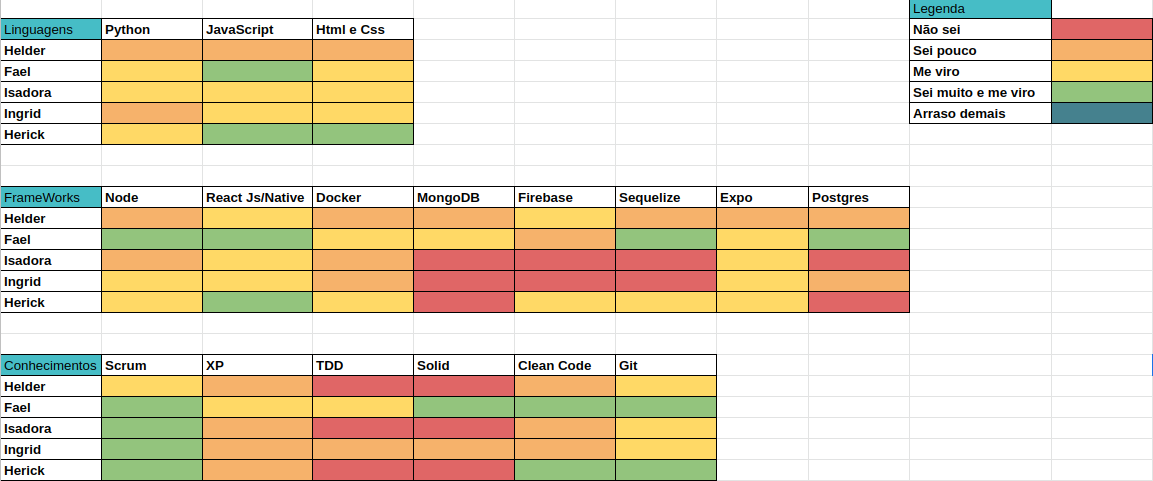 Legenda
Linguagens Python JavaScript Html e Css Não sei
Helder Sei pouco
Fael Me viro
Isadora Sei muito e me viro
Ingrid Arraso demais
Herick
FrameWorks Node React Js/Native Docker MongoDB Firebase Sequelize Expo Postgres
Helder
Fael
Isadora
Ingrid
Herick
Conhecimentos Scrum XP TDD Solid Clean Code Git
Helder
Fael
Isadora
Ingrid
Herick